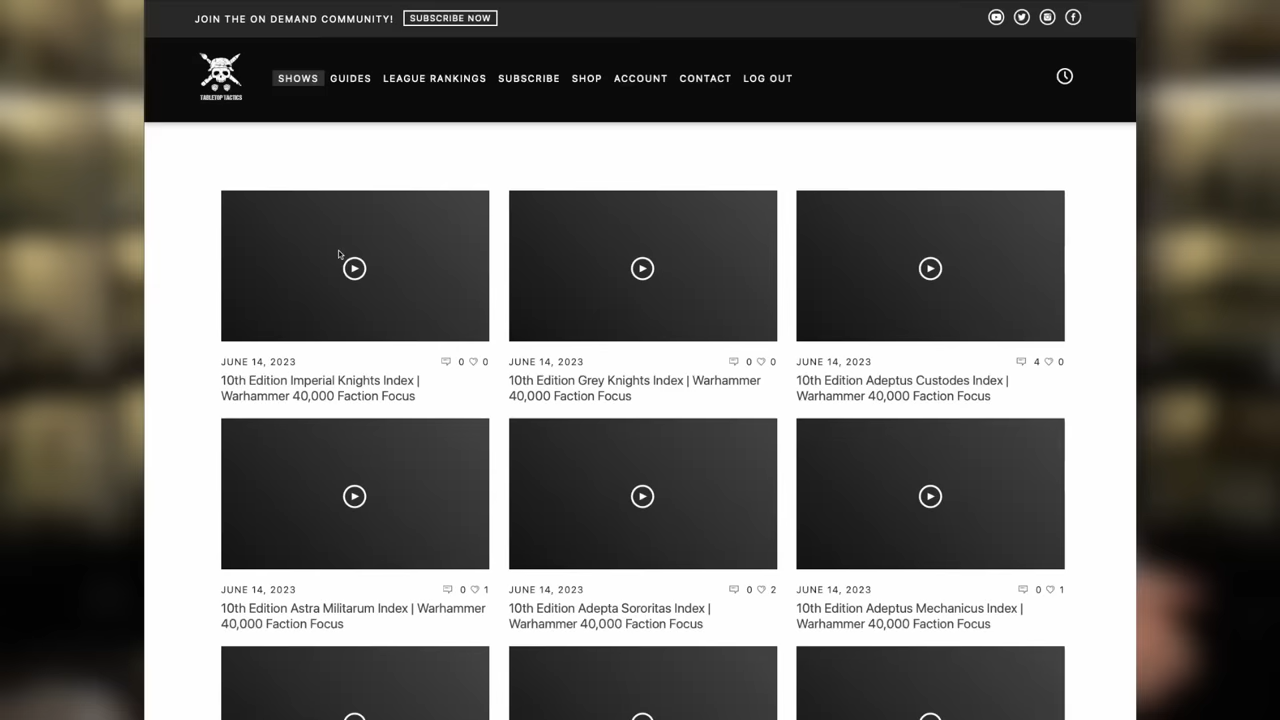 JOIN THE ON DEMAND COMMUNITY! SUBSCRIBE NOW
TABLETOP TACTICS
SHOWS GUIDES LEAGUE RANKINGS SUBSCRIBE SHOP ACCOUNT CONTACT LOG OUT
JUNE 14, 2023 0 0
10th Edition Imperial Knights Index |
Warhammer 40,000 Faction Focus
JUNE 14, 2023 0 0
10th Edition Grey Knights Index | Warhammer
40,000 Faction Focus
JUNE 14, 2023 4 0
10th Edition Adeptus Custodes Index |
Warhammer 40,000 Faction Focus
JUNE 14, 2023 0 1
10th Edition Astra Militarum Index | Warhammer
40,000 Faction Focus
JUNE 14, 2023 0 2
10th Edition Adepta Sororitas Index |
Warhammer 40,000 Faction Focus
JUNE 14, 2023 0 1
10th Edition Adeptus Mechanicus Index |
Warhammer 40,000 Faction Focus